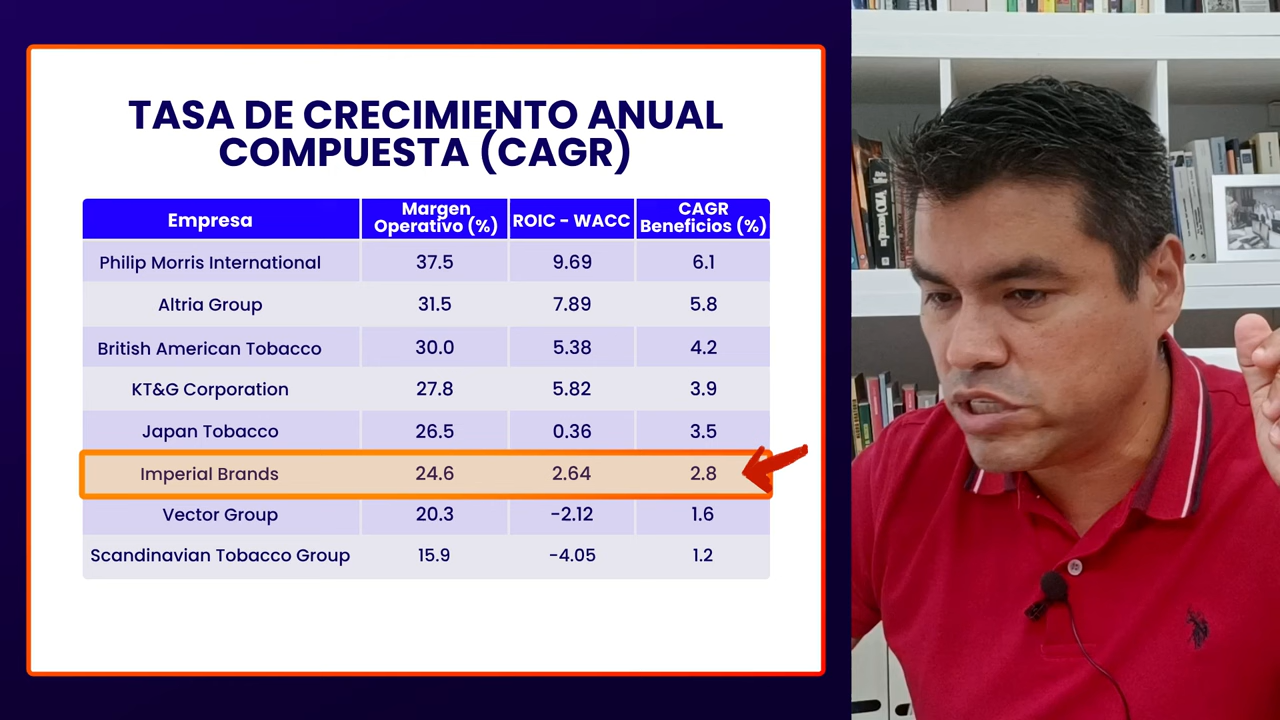 TASA DE CRECIMIENTO ANUAL
COMPUESTA (CAGR)
Empresa Margen Operativo (%) ROIC - WACC CAGR Beneficios (%)
Philip Morris International 37.5 9.69 6.1
Altria Group 31.5 7.89 5.8
British American Tobacco 30.0 5.38 4.2
KT&G Corporation 27.8 5.82 3.9
Japan Tobacco 26.5 0.36 3.5
Imperial Brands 24.6 2.64 2.8
Vector Group 20.3 -2.12 1.6
Scandinavian Tobacco Group 15.9 -4.05 1.2